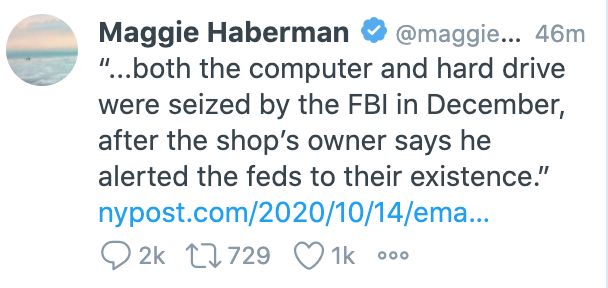 Maggie Haberman @maggie... 46m
“...both the computer and hard drive
were seized by the FBI in December,
after the shop’s owner says he
alerted the feds to their existence.”
nypost.com/2020/10/14/ema...
2k 729 1k